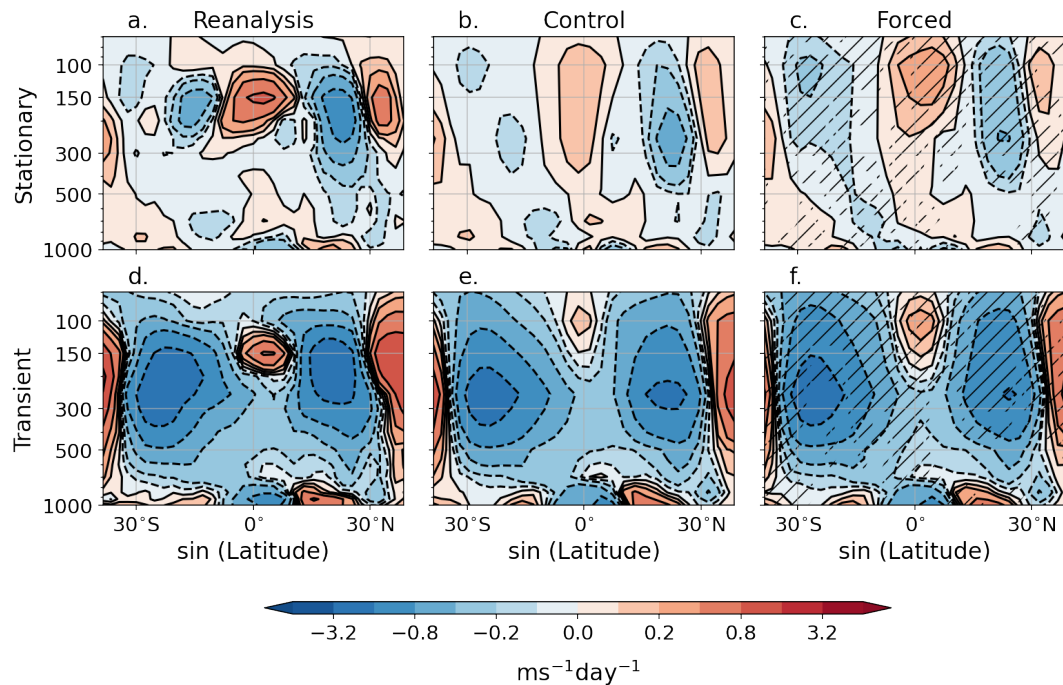 a. Reanalysis b. Control c. Forced
Stationary
100
150
300
500
1000
d. e. f.
Transient
100
150
300
500
1000
30°S 0° 30°N 30°S 0° 30°N 30°S 0° 30°N
sin (Latitude) sin (Latitude) sin (Latitude)
−3.2 −0.8 −0.2 0.0 0.2 0.8 3.2
ms⁻¹day⁻¹